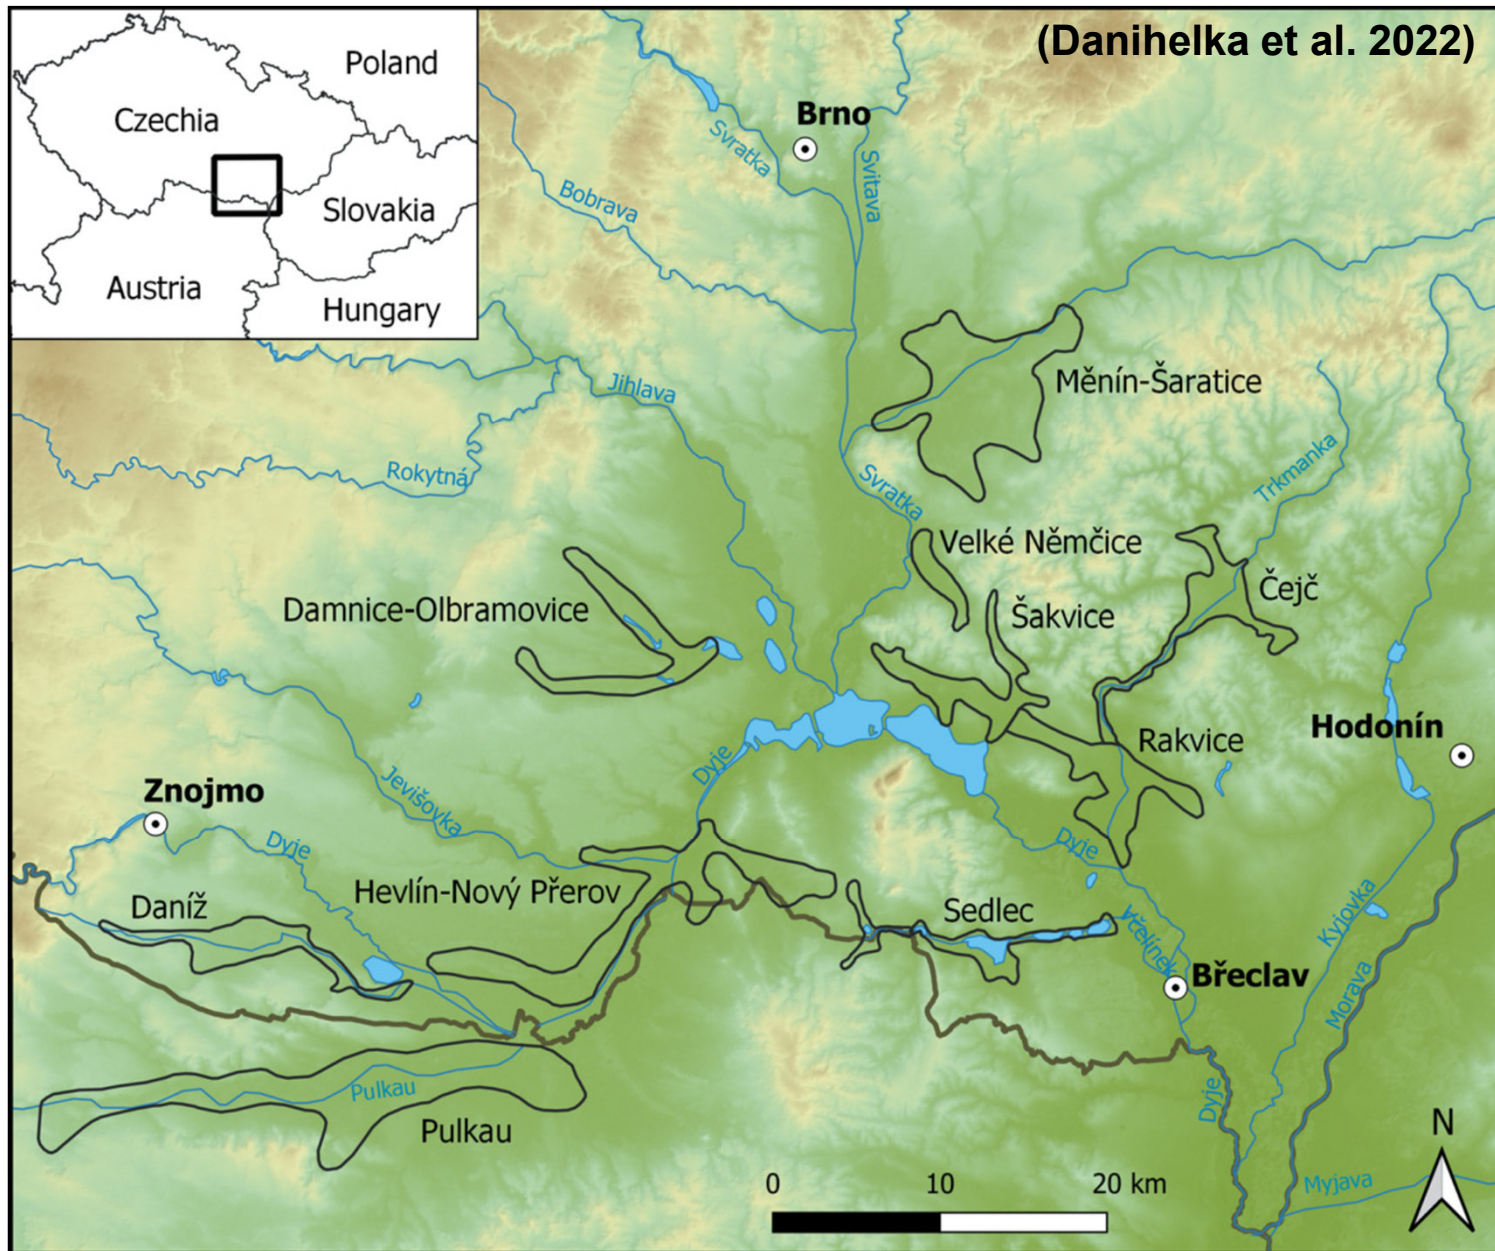 (Danihelka et al. 2022)
Poland
Czechia
Slovakia
Austria
Hungary
Brno
Svratka
Svitava
Bobrava
Jihlava
Měnín-Šaratice
Rokytná
Trkmanka
Svratka
Velké Němčice
Čejč
Damnice-Olbramovice
Šakvice
Hodonín
Rakvice
Dyje
Znojmo
Jevišovka
Dyje
Dyje
Hevlín-Nový Přerov
Daníž
Sedlec
Včelínek
Kyjovka
Břeclav
Morava
Pulkau
Dyje
Pulkau
N
0 10 20 km
Myjava